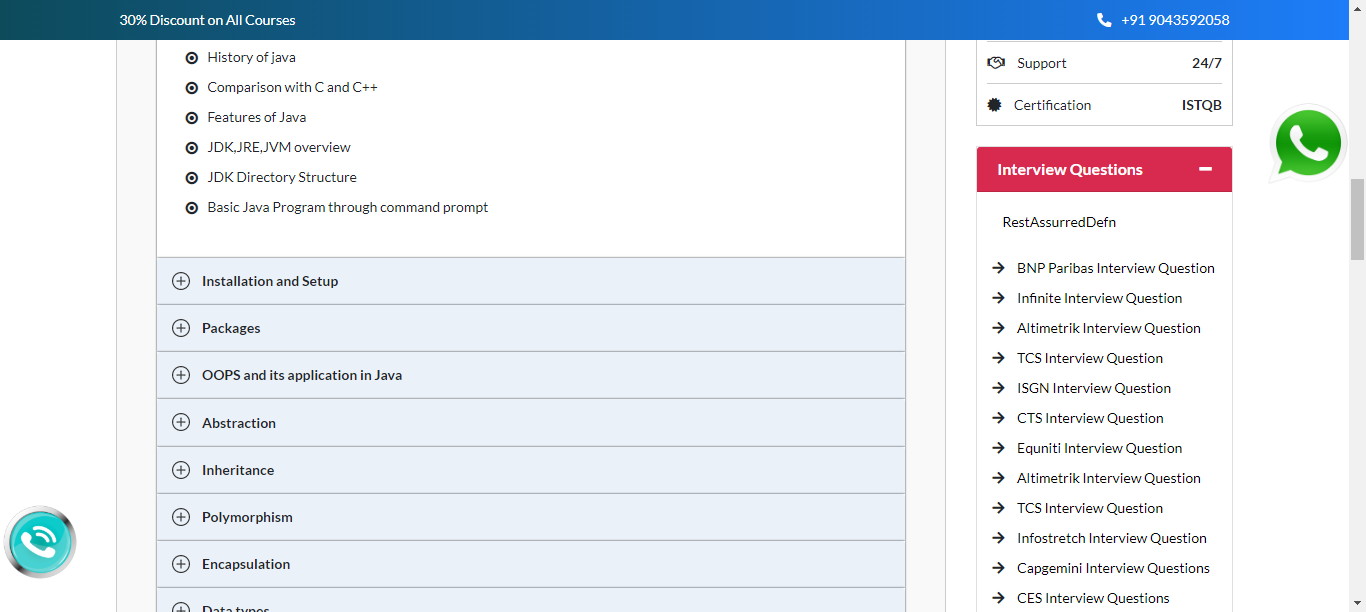 30% Discount on All Courses
+91 9043592058
History of java
Comparison with C and C++
Features of Java
JDK,JRE,JVM overview
JDK Directory Structure
Basic Java Program through command prompt
Installation and Setup
Packages
OOPS and its application in Java
Abstraction
Inheritance
Polymorphism
Encapsulation
Data types
Support 24/7
Certification ISTQB
Interview Questions
RestAssurredDefn
BNP Paribas Interview Question
Infinite Interview Question
Altimetrik Interview Question
TCS Interview Question
ISGN Interview Question
CTS Interview Question
Equniti Interview Question
Altimetrik Interview Question
TCS Interview Question
Infostretch Interview Question
Capgemini Interview Questions
CES Interview Questions